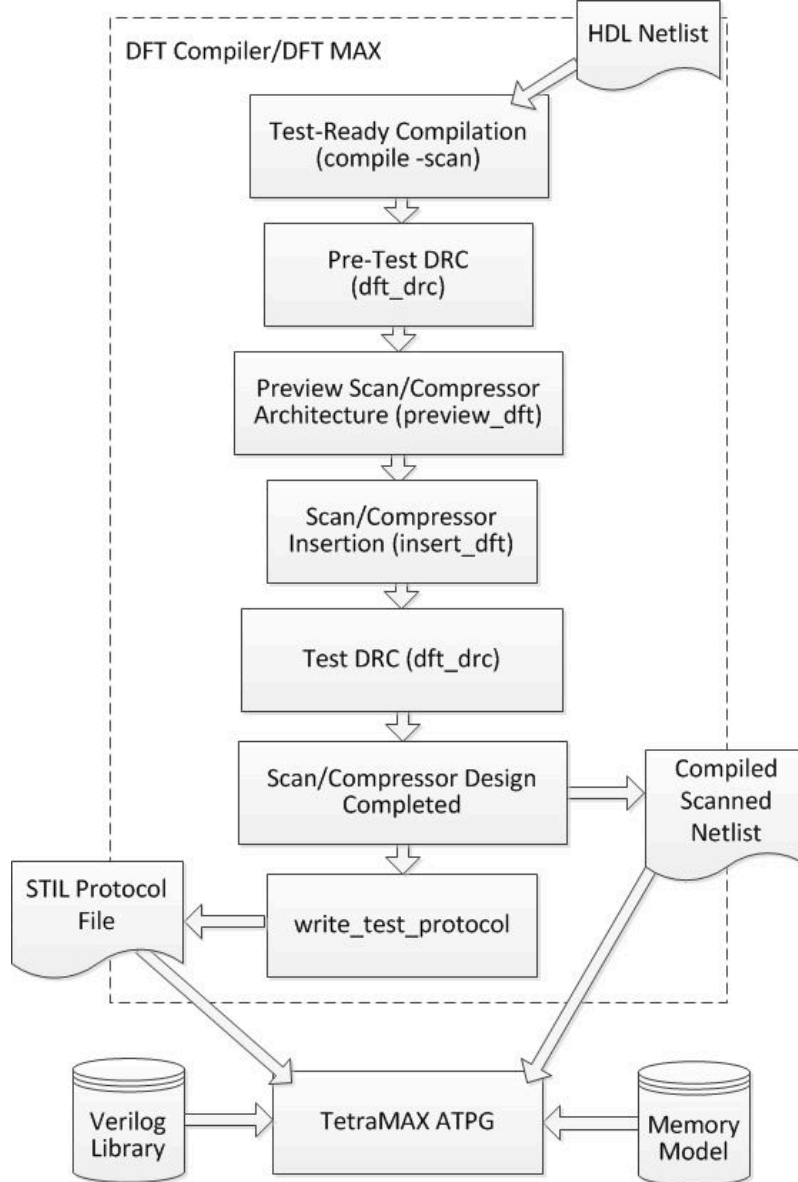 HDL Netlist
DFT Compiler/DFT MAX
Test-Ready Compilation
(compile -scan)
Pre-Test DRC
(dft_drc)
Preview Scan/Compressor
Architecture (preview_dft)
Scan/Compressor
Insertion (insert_dft)
Test DRC (dft_drc)
Scan/Compressor Design
Completed
Compiled
Scanned
Netlist
STIL Protocol
File
write_test_protocol
Verilog
Library
TetraMAX ATPG
Memory
Model